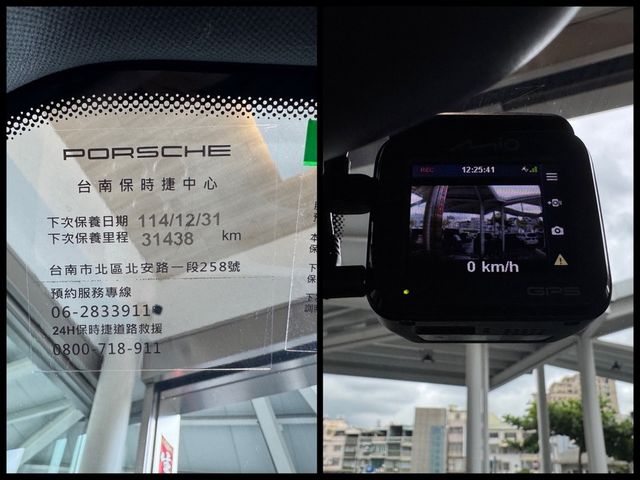 PORSCHE
台南保時捷中心
下次保養日期 114/12/31
下次保養里程 31438 km
台南市北區北安路一段258號
預約服務專線
06-2833911
24H保時捷道路救援
0800-718-911
MIO
REC 12:25:41
0 km/h
GPS